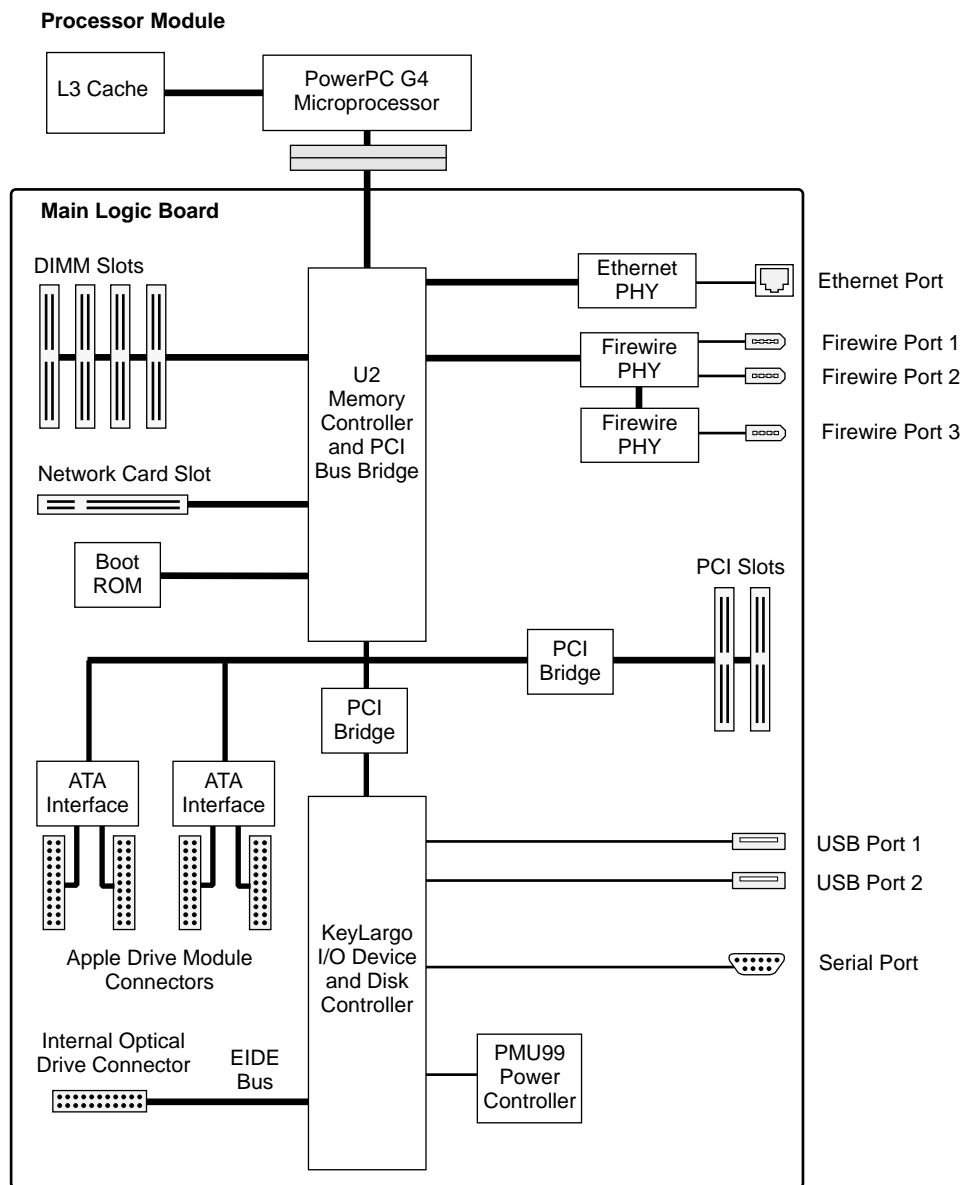 Processor Module
L3 Cache
PowerPC G4
Microprocessor
Main Logic Board
DIMM Slots
Ethernet
PHY
Ethernet Port
Firewire
PHY
Firewire Port 1
Firewire Port 2
U2
Memory
Controller
and PCI
Bus Bridge
Firewire
PHY
Firewire Port 3
Network Card Slot
Boot
ROM
PCI Slots
PCI
Bridge
PCI
Bridge
ATA
Interface
ATA
Interface
USB Port 1
USB Port 2
Apple Drive Module
Connectors
KeyLargo
I/O Device
and Disk
Controller
Serial Port
Internal Optical
Drive Connector
EIDE
Bus
PMU99
Power
Controller